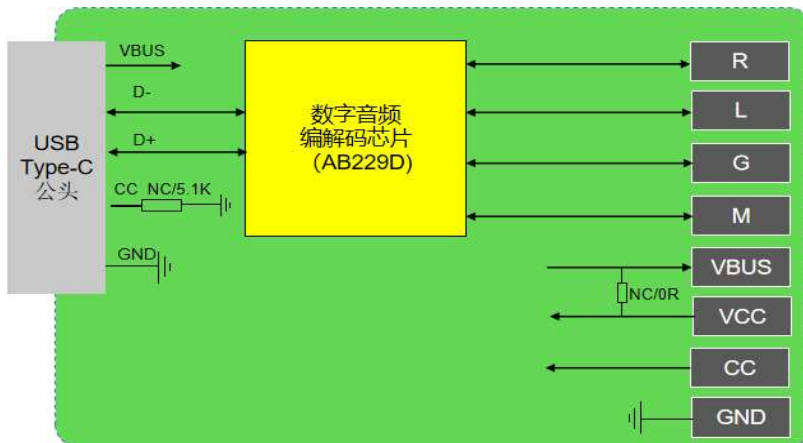 USB
Type-C
公头
VBUS
D-
D+
CC NC/5.1K
GND
数字音频
编解码芯片
（AB229D)
R
L
G
M
VBUS
NC/0R
VCC
CC
GND